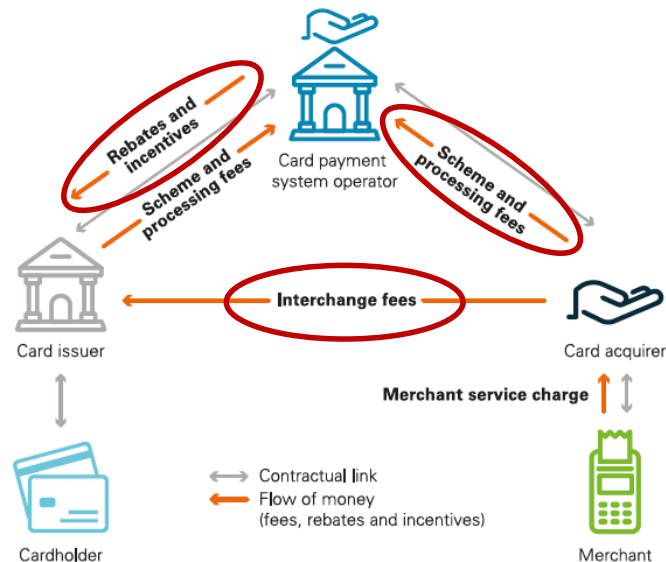 Rebates and
incentives
Scheme and
processing fees
Card payment
system operator
Scheme and
processing fees
Interchange fees
Card issuer
Card acquirer
Merchant service charge
Contractual link
Flow of money
(fees, rebates and incentives)
Cardholder
Merchant